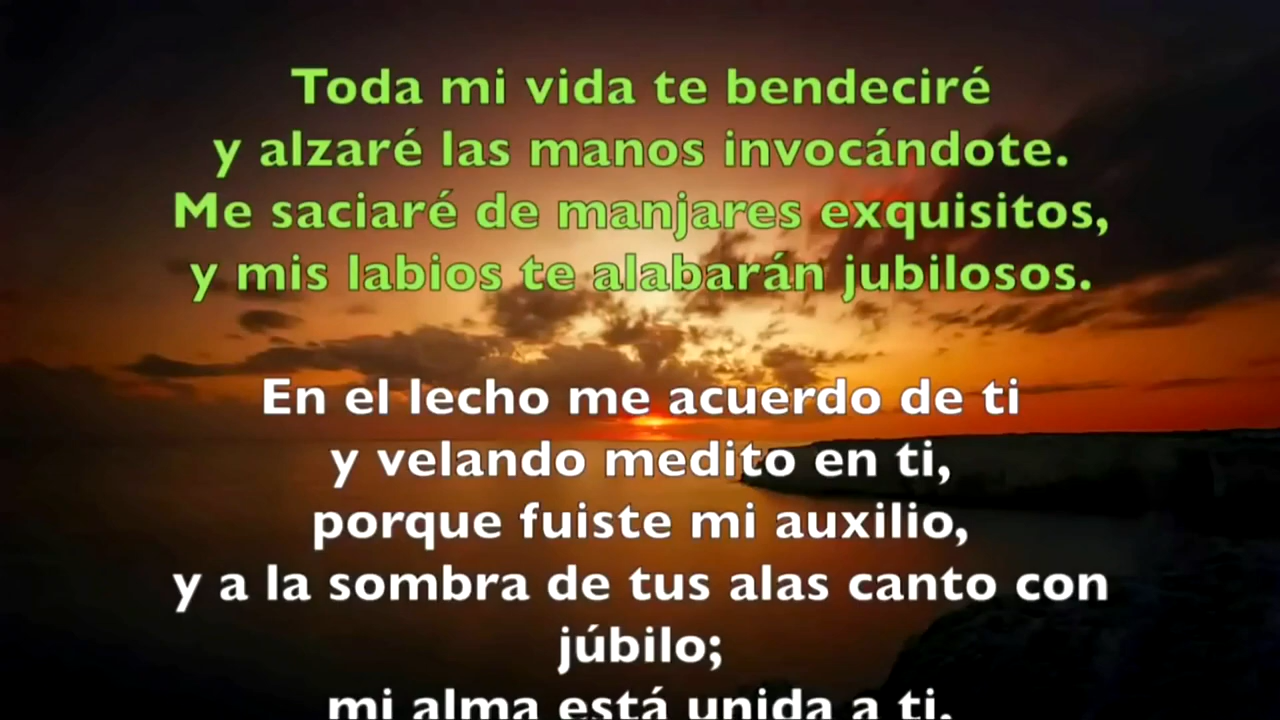 Toda mi vida te bendeciré
y alzaré las manos invocándote.
Me saciaré de manjares exquisitos,
y mis labios te alabarán jubilosos.
En el lecho me acuerdo de ti
y velando medito en ti,
porque fuiste mi auxilio,
y a la sombra de tus alas canto con
júbilo;
mi alma está unida a ti,